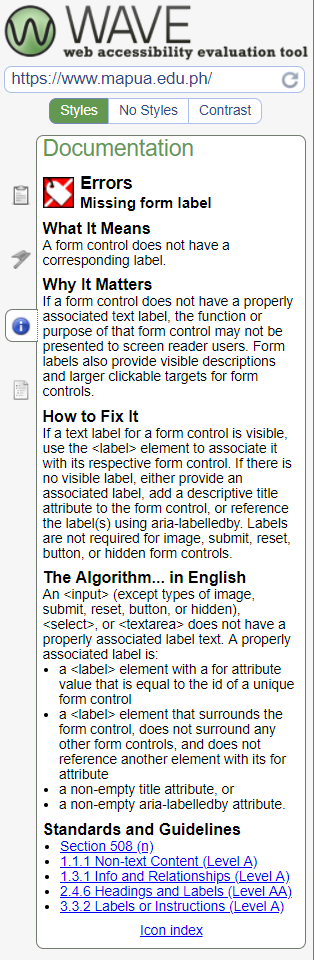 WAVE
web accessibility evaluation tool
https://www.mapua.edu.ph/
Styles No Styles Contrast
Documentation
Errors
Missing form label
What It Means
A form control does not have a
corresponding label.
Why It Matters
If a form control does not have a properly
associated text label, the function or
purpose of that form control may not be
presented to screen reader users. Form
labels also provide visible descriptions
and larger clickable targets for form
controls.
How to Fix It
If a text label for a form control is visible,
use the <label> element to associate it
with its respective form control. If there is
no visible label, either provide an
associated label, add a descriptive title
attribute to the form control, or reference
the label(s) using aria-labelledby. Labels
are not required for image, submit, reset,
button, or hidden form controls.
The Algorithm... in English
An <input> (except types of image,
submit, reset, button, or hidden),
<select>, or <textarea> does not have a
properly associated label text. A properly
associated label is:
• a <label> element with a for attribute
value that is equal to the id of a unique
form control
• a <label> element that surrounds the
form control, does not surround any
other form controls, and does not
reference another element with its for
attribute
• a non-empty title attribute, or
• a non-empty aria-labelledby attribute.
Standards and Guidelines
• Section 508 (n)
• 1.1.1 Non-text Content (Level A)
• 1.3.1 Info and Relationships (Level A)
• 2.4.6 Headings and Labels (Level AA)
• 3.3.2 Labels or Instructions (Level A)
Icon index